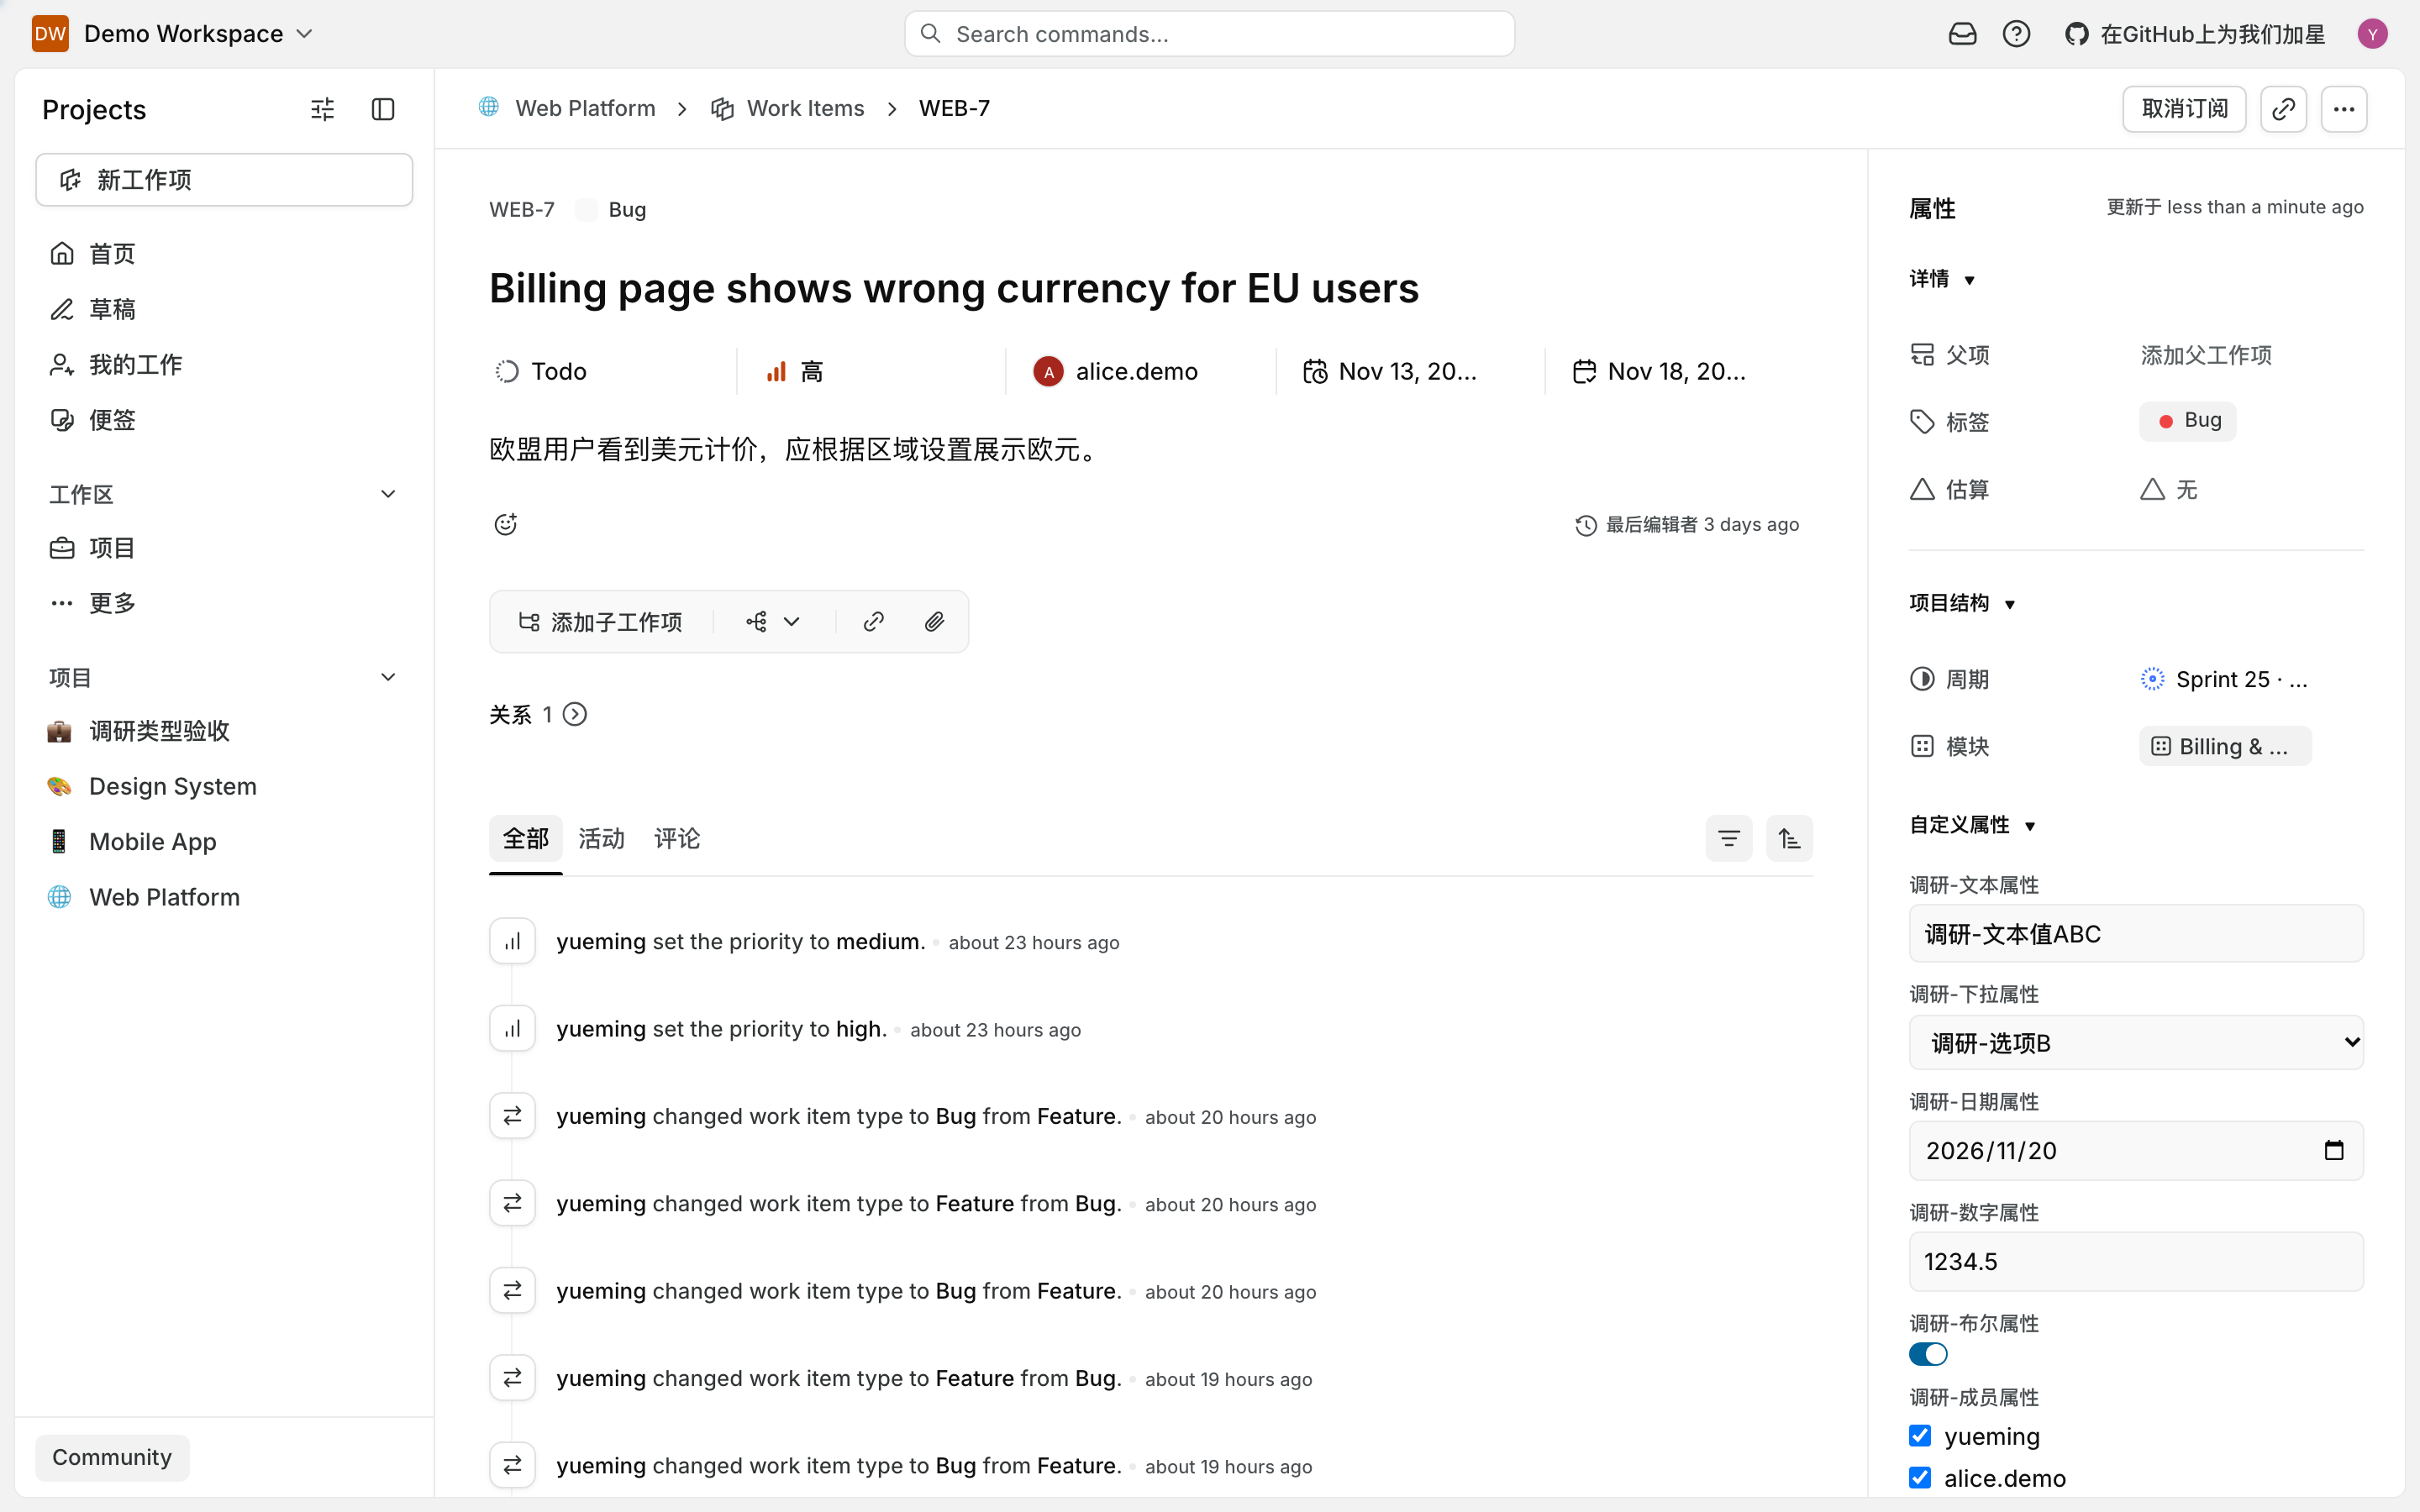 DW Demo Workspace
Search commands...
在GitHub上为我们加星
Y
Projects
新工作项
首页
草稿
我的工作
便签
工作区
项目
更多
项目
调研类型验收
Design System
Mobile App
Web Platform
Community
Web Platform > Work Items > WEB-7
取消订阅
WEB-7 Bug
Billing page shows wrong currency for EU users
Todo
高
A alice.demo
Nov 13, 20...
Nov 18, 20...
欧盟用户看到美元计价，应根据区域设置展示欧元。
最后编辑者 3 days ago
添加子工作项
关系 1
全部 活动 评论
yueming set the priority to medium. about 23 hours ago
yueming set the priority to high. about 23 hours ago
yueming changed work item type to Bug from Feature. about 20 hours ago
yueming changed work item type to Feature from Bug. about 20 hours ago
yueming changed work item type to Bug from Feature. about 20 hours ago
yueming changed work item type to Feature from Bug. about 19 hours ago
yueming changed work item type to Bug from Feature. about 19 hours ago
属性
更新于 less than a minute ago
详情
父项 添加父工作项
标签 Bug
估算 无
项目结构
周期 Sprint 25 · ...
模块 Billing & ...
自定义属性
调研-文本属性
调研-文本值ABC
调研-下拉属性
调研-选项B
调研-日期属性
2026/11/20
调研-数字属性
1234.5
调研-布尔属性
调研-成员属性
yueming
alice.demo